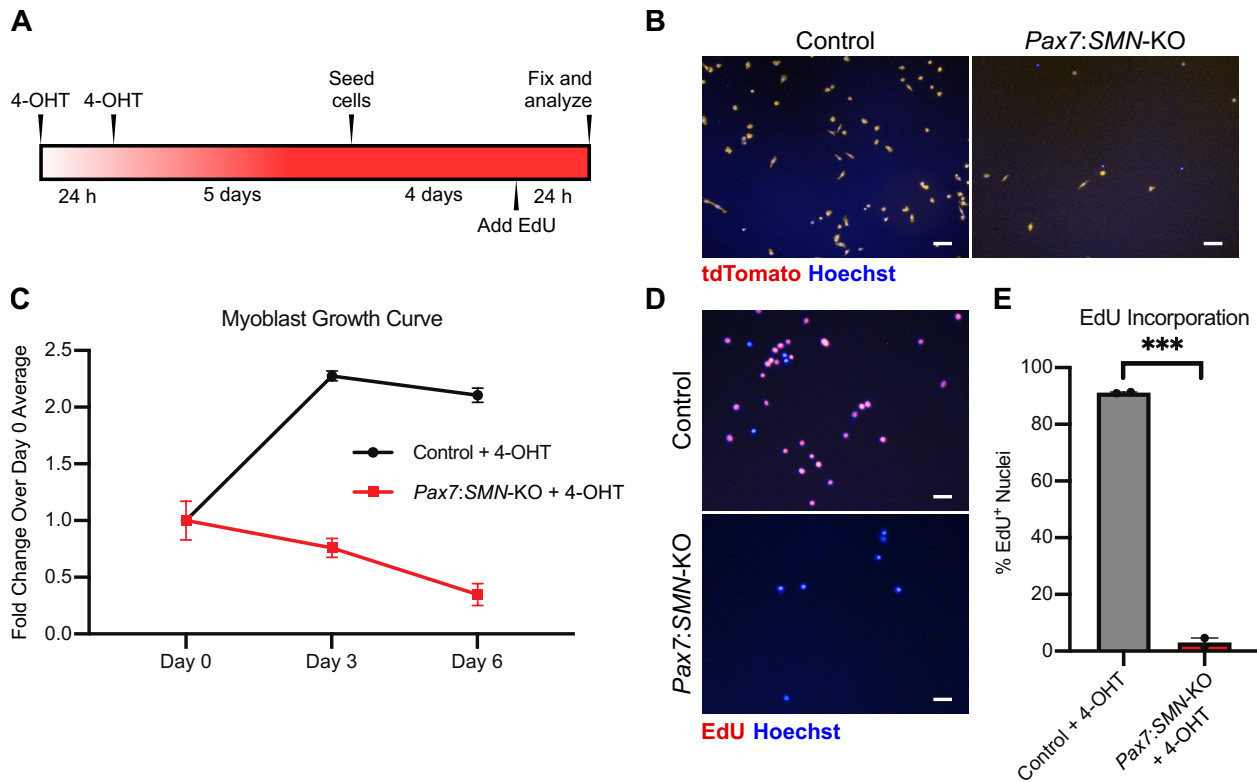 A
4-OHT 4-OHT
Seed
cells
Fix and
analyze
24 h
5 days
4 days
24 h
Add EdU
B
Control
Pax7:SMN-KO
tdTomato Hoechst
C
Myoblast Growth Curve
Fold Change Over Day 0 Average
2.5
2.0
1.5
1.0
0.5
0.0
Control + 4-OHT
Pax7:SMN-KO + 4-OHT
Day 0
Day 3
Day 6
D
Control
Pax7:SMN-KO
EdU Hoechst
E
EdU Incorporation
***
% EdU⁺ Nuclei
100
80
60
40
20
0
Control + 4-OHT
Pax7:SMN-KO
+ 4-OHT